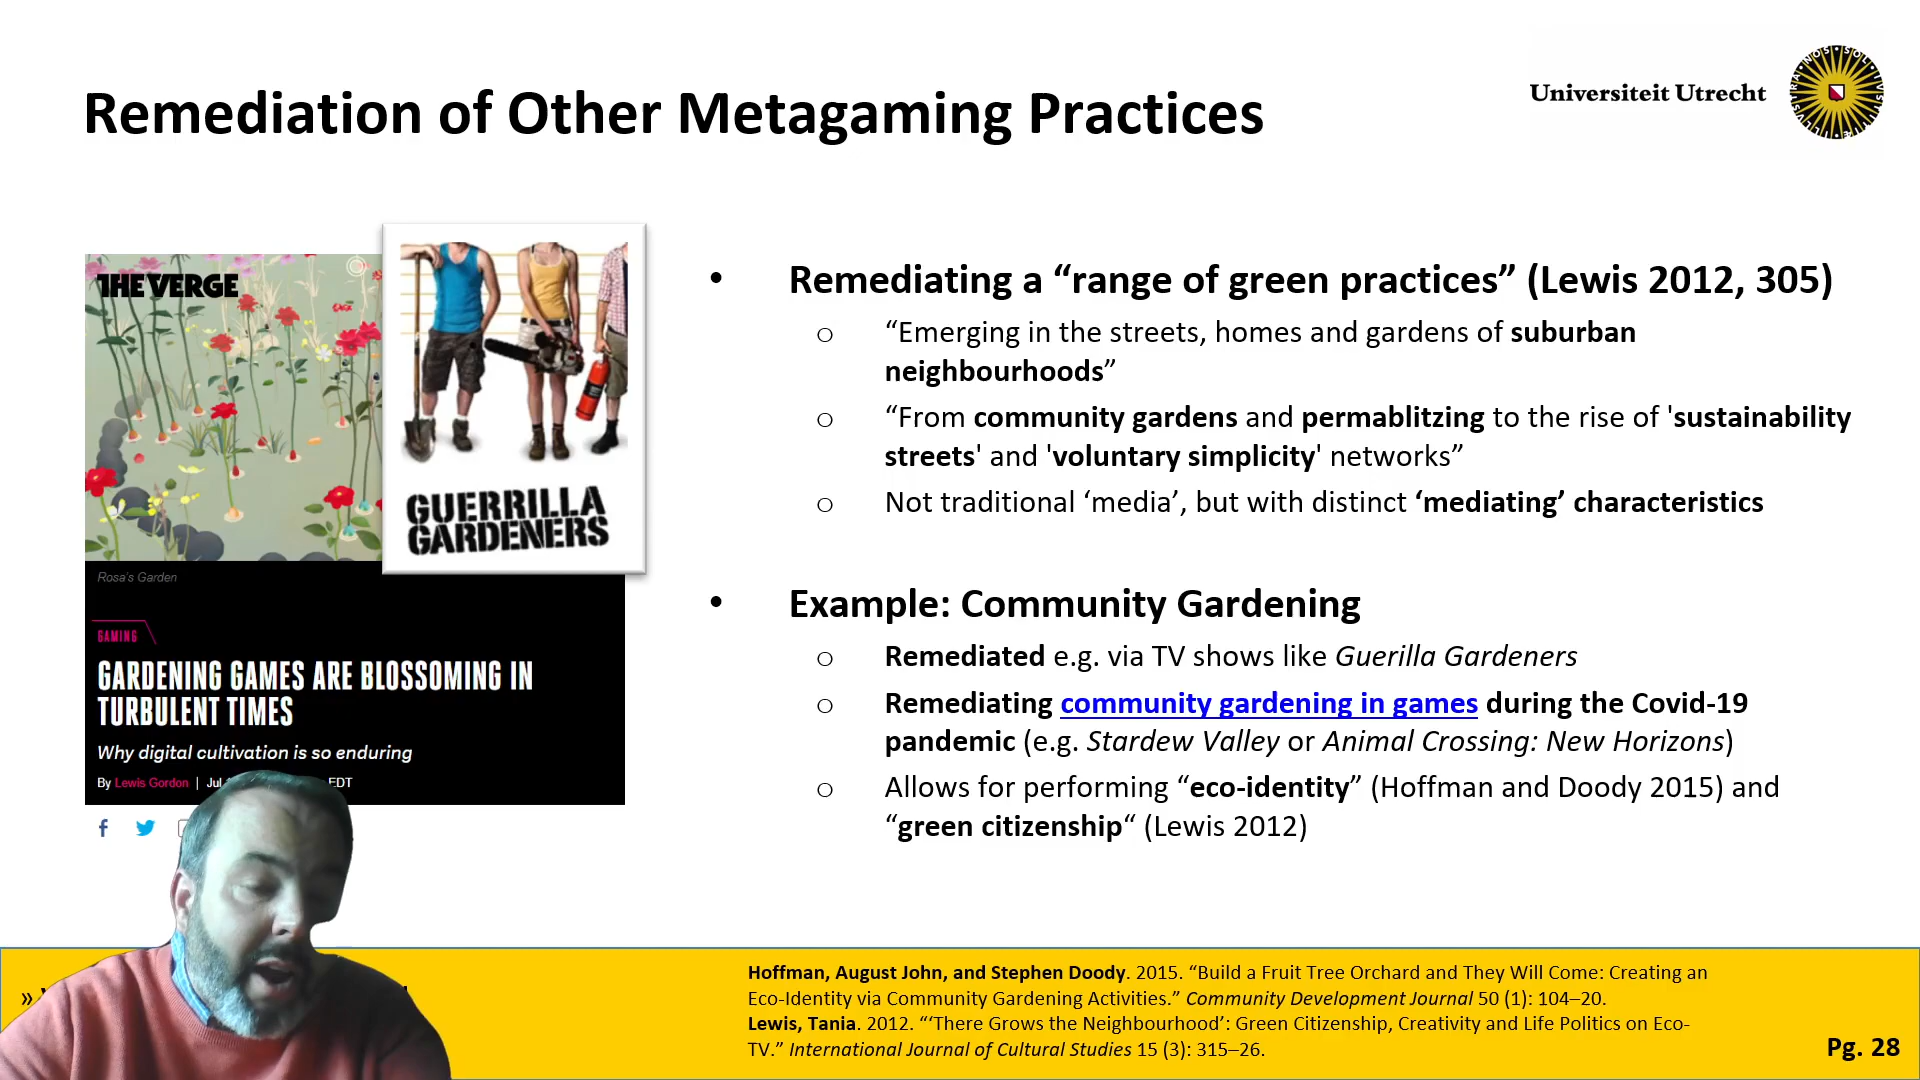 Remediation of Other Metagaming Practices
Universiteit Utrecht
THE VERGE
GUERRILLA
GARDENERS
Rosa's Garden
GAMING
GARDENING GAMES ARE BLOSSOMING IN
TURBULENT TIMES
Why digital cultivation is so enduring
By Lewis Gordon | Jul EDT
• Remediating a “range of green practices” (Lewis 2012, 305)
o “Emerging in the streets, homes and gardens of suburban
neighbourhoods”
o “From community gardens and permablitzing to the rise of 'sustainability
streets' and 'voluntary simplicity' networks”
o Not traditional ‘media’, but with distinct ‘mediating’ characteristics
• Example: Community Gardening
o Remediated e.g. via TV shows like Guerilla Gardeners
o Remediating community gardening in games during the Covid-19
pandemic (e.g. Stardew Valley or Animal Crossing: New Horizons)
o Allows for performing “eco-identity” (Hoffman and Doody 2015) and
“green citizenship“ (Lewis 2012)
»
Hoffman, August John, and Stephen Doody. 2015. “Build a Fruit Tree Orchard and They Will Come: Creating an
Eco-Identity via Community Gardening Activities.” Community Development Journal 50 (1): 104–20.
Lewis, Tania. 2012. “‘There Grows the Neighbourhood’: Green Citizenship, Creativity and Life Politics on Eco-
TV.” International Journal of Cultural Studies 15 (3): 315–26.
Pg. 28